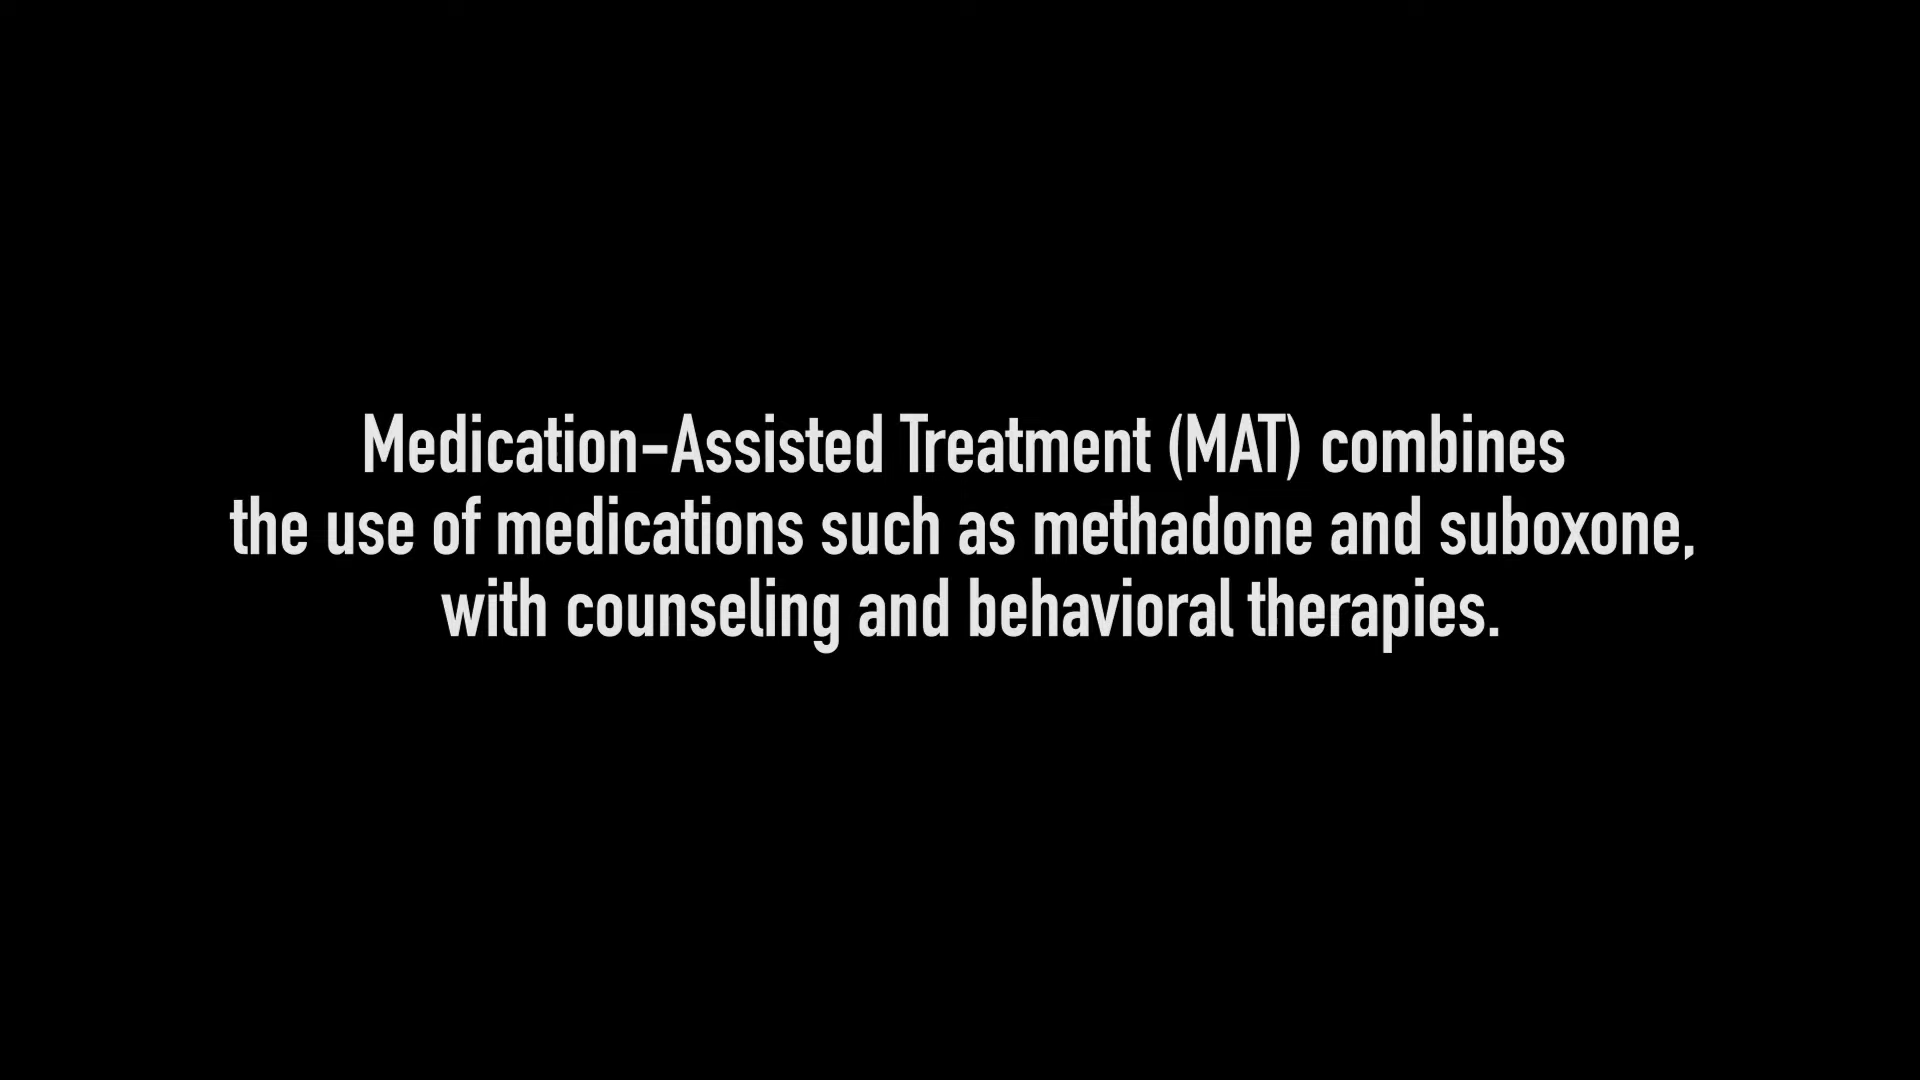 Medication-Assisted Treatment (MAT) combines
the use of medications such as methadone and suboxone,
with counseling and behavioral therapies.